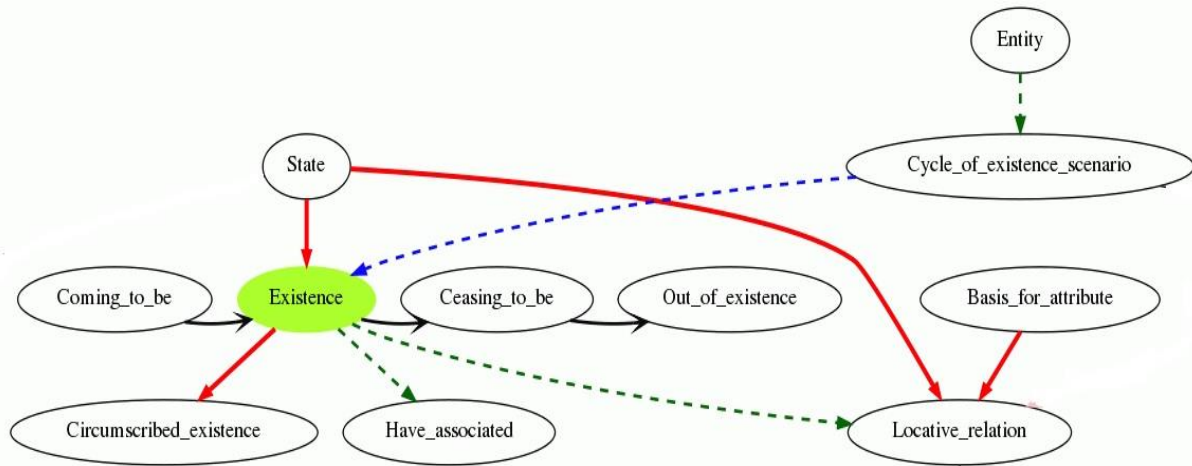 Entity
State
Cycle_of_existence_scenario
Coming_to_be
Existence
Ceasing_to_be
Out_of_existence
Basis_for_attribute
Circumscribed_existence
Have_associated
Locative_relation